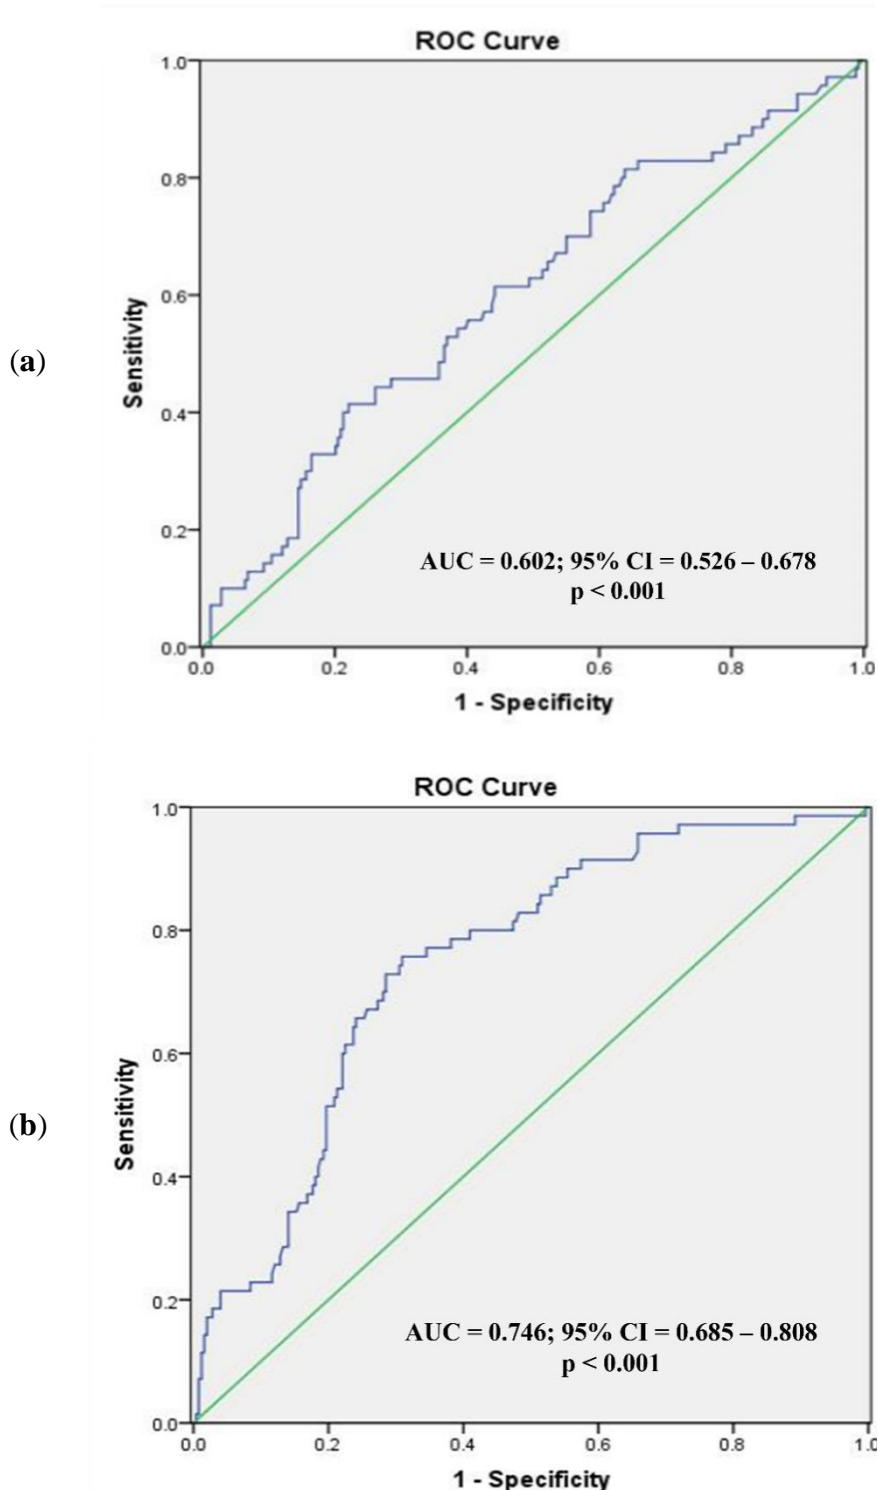 ROC Curve
1.0
0.8
0.6
0.4
0.2
0.0
Sensitivity
(a)
AUC = 0.602; 95% CI = 0.526 – 0.678
p < 0.001
0.0 0.2 0.4 0.6 0.8 1.0
1 - Specificity
ROC Curve
1.0
0.8
0.6
0.4
0.2
0.0
Sensitivity
(b)
AUC = 0.746; 95% CI = 0.685 – 0.808
p < 0.001
0.0 0.2 0.4 0.6 0.8 1.0
1 - Specificity